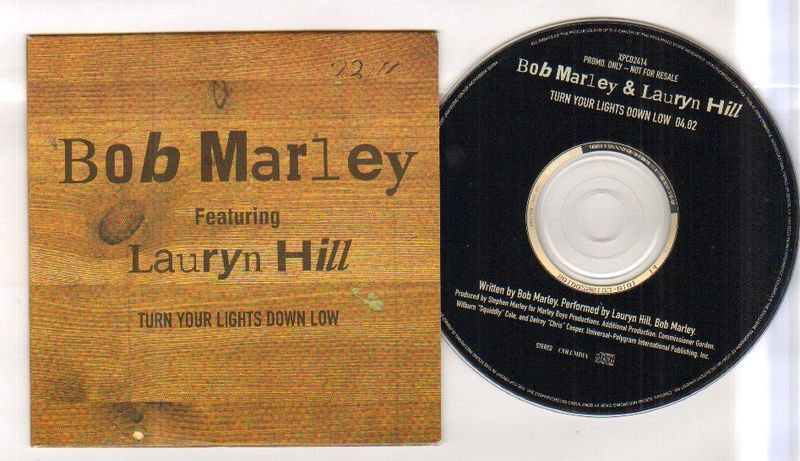 Bob Marley
Featuring
Lauryn Hill
TURN YOUR LIGHTS DOWN LOW
XPCD2414
PROMO. ONLY – NOT FOR RESALE
Bob Marley & Lauryn Hill
TURN YOUR LIGHTS DOWN LOW 04.02
Written by Bob Marley. Performed by Lauryn Hill, Bob Marley.
Produced by Stephen Marley for Marley Boys Productions. Additional Production: Commissioner Gordon,
Wilburn "Squiddly" Cole, and Delroy "Chris" Cooper. Universal-Polygram International Publishing, Inc.
STEREO COLUMBIA